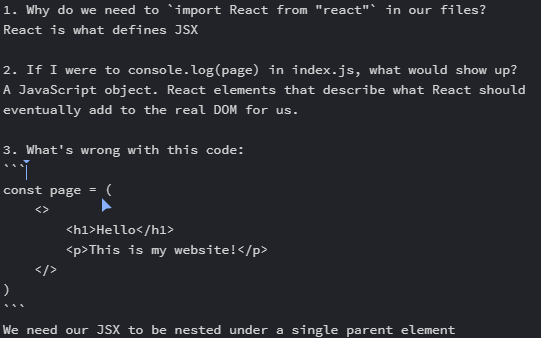 1. Why do we need to `import React from "react"` in our files?
React is what defines JSX
2. If I were to console.log(page) in index.js, what would show up?
A JavaScript object. React elements that describe what React should
eventually add to the real DOM for us.
3. What's wrong with this code:
```
const page = (
    <>
        <h1>Hello</h1>
        <p>This is my website!</p>
    </>
)
```
We need our JSX to be nested under a single parent element